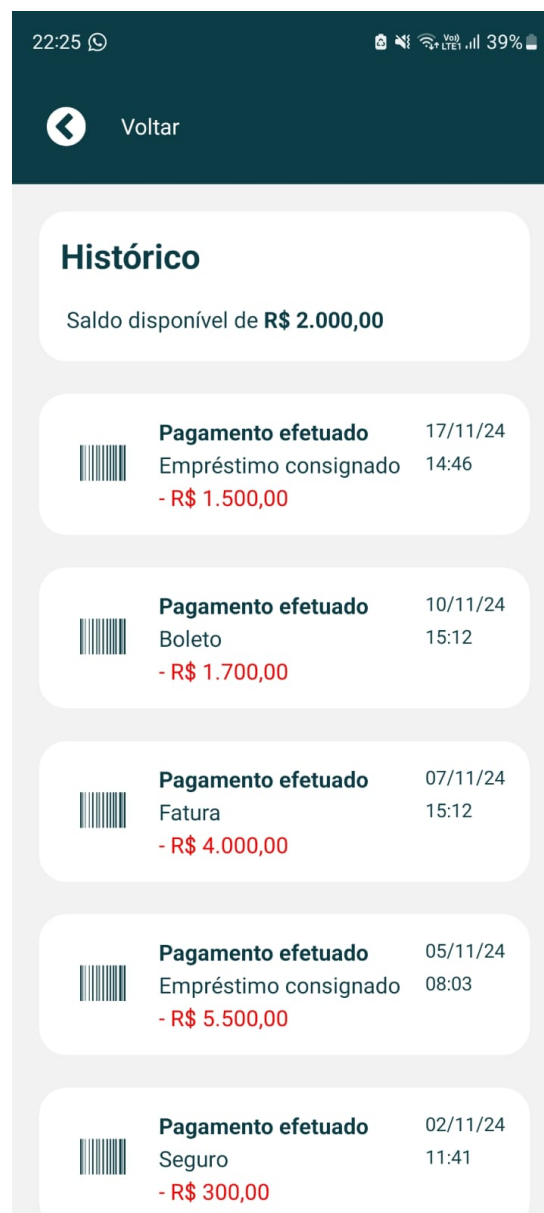 22:25 39%
Voltar
Histórico
Saldo disponível de R$ 2.000,00
Pagamento efetuado 17/11/24
Empréstimo consignado 14:46
- R$ 1.500,00
Pagamento efetuado 10/11/24
Boleto 15:12
- R$ 1.700,00
Pagamento efetuado 07/11/24
Fatura 15:12
- R$ 4.000,00
Pagamento efetuado 05/11/24
Empréstimo consignado 08:03
- R$ 5.500,00
Pagamento efetuado 02/11/24
Seguro 11:41
- R$ 300,00